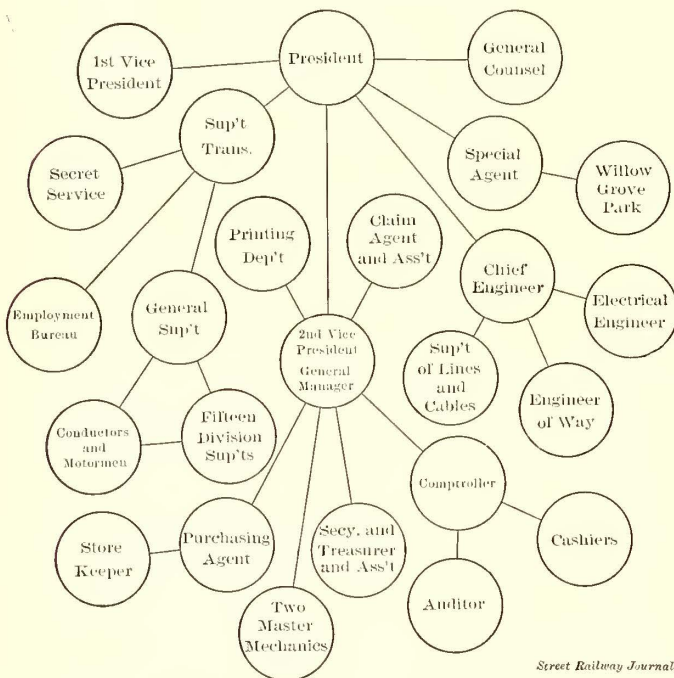 1st Vice
President
President
General
Counsel
Sup't
Trans.
Secret
Service
Special
Agent
Willow
Grove
Park
Printing
Dep't
Claim
Agent
and Ass't
Employment
Bureau
General
Sup't
Chief
Engineer
Electrical
Engineer
2nd Vice
President
General
Manager
Sup't
of Lines
and
Cables
Engineer
of Way
Conductors
and
Motormen
Fifteen
Division
Sup'ts
Comptroller
Store
Keeper
Purchasing
Agent
Secy. and
Treasurer
and Ass't
Cashiers
Two
Master
Mechanics
Auditor
Street Railway Journal